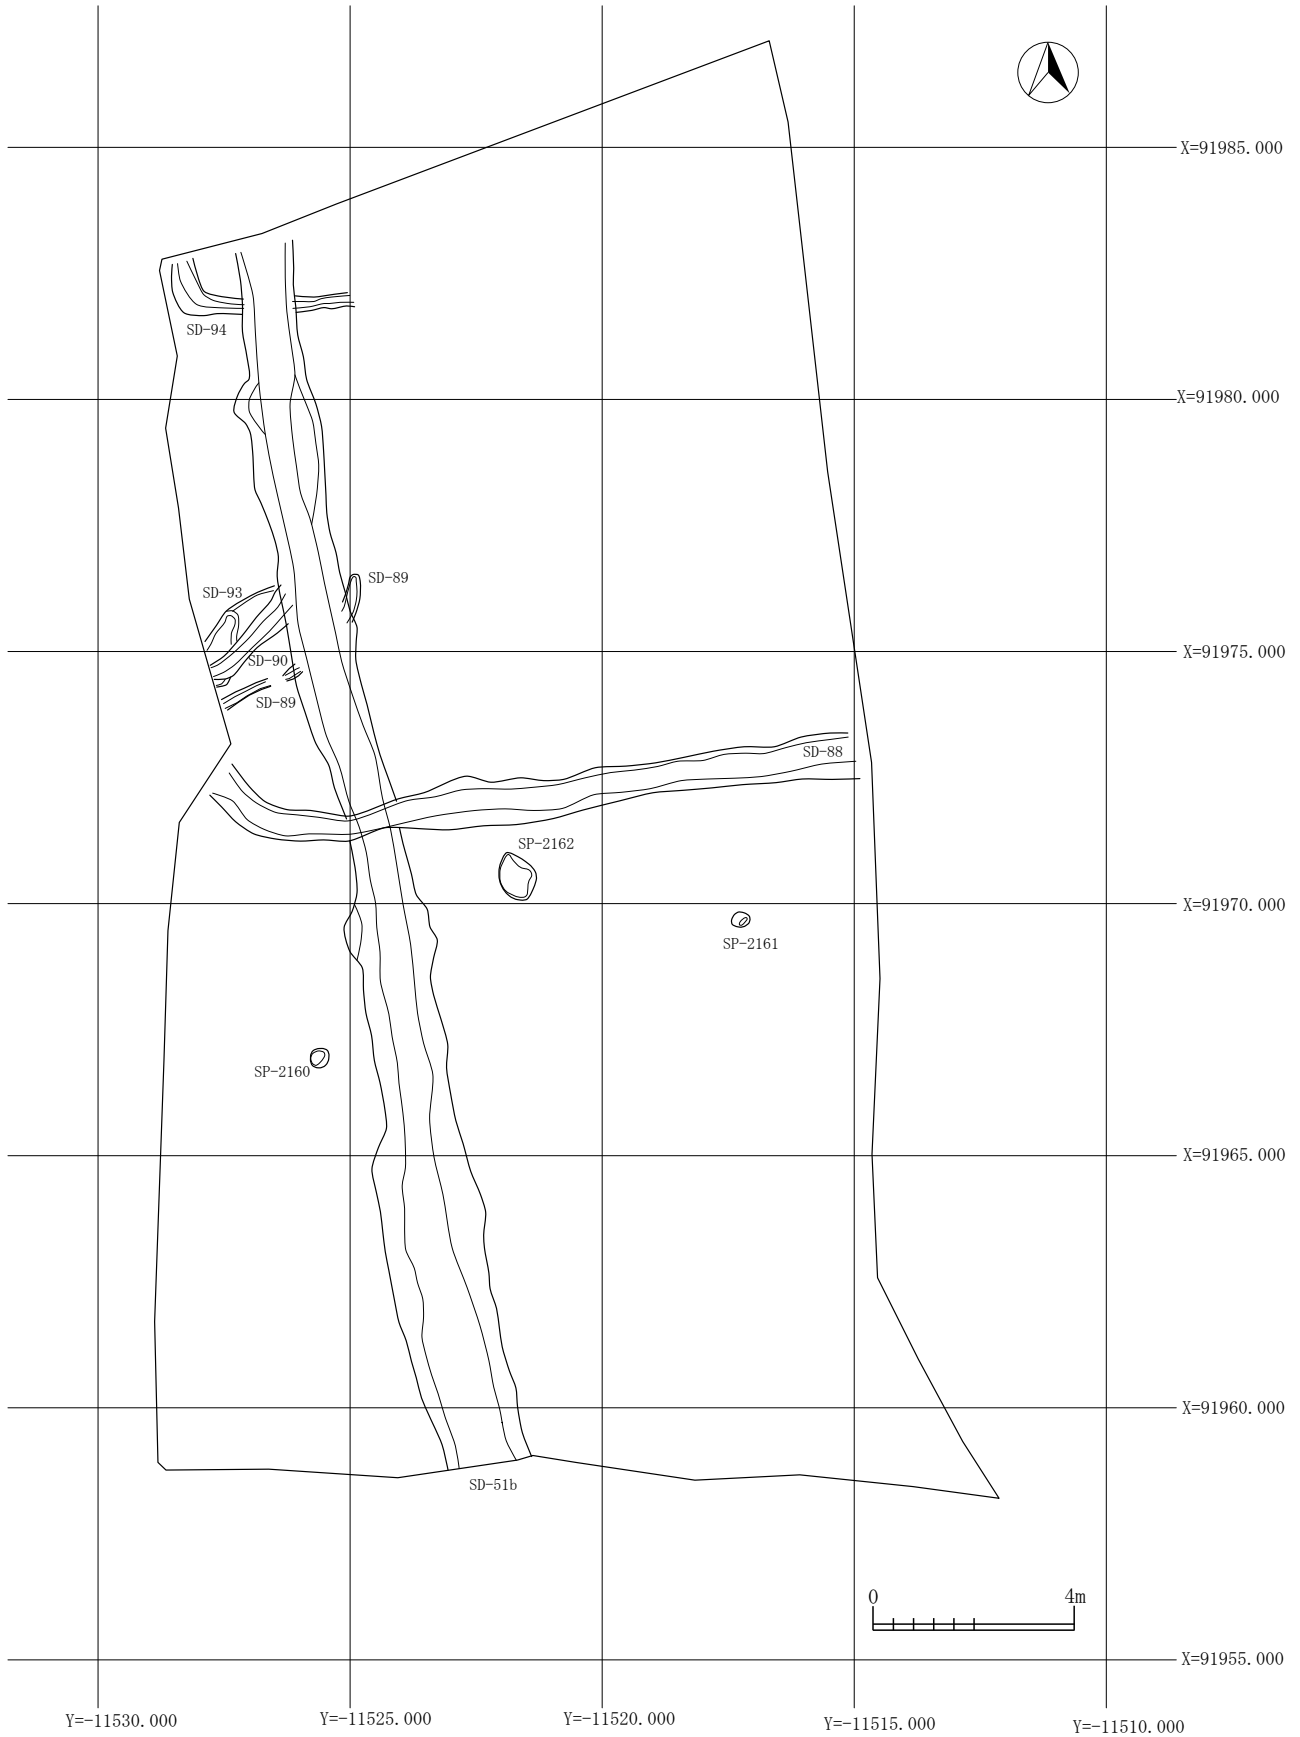 X=91985.000
SD-94
X=91980.000
SD-89
SD-93
SD-90
X=91975.000
SD-89
SD-88
SP-2162
X=91970.000
SP-2161
SP-2160
X=91965.000
X=91960.000
SD-51b
0 4m
X=91955.000
Y=-11530.000 Y=-11525.000 Y=-11520.000 Y=-11515.000 Y=-11510.000